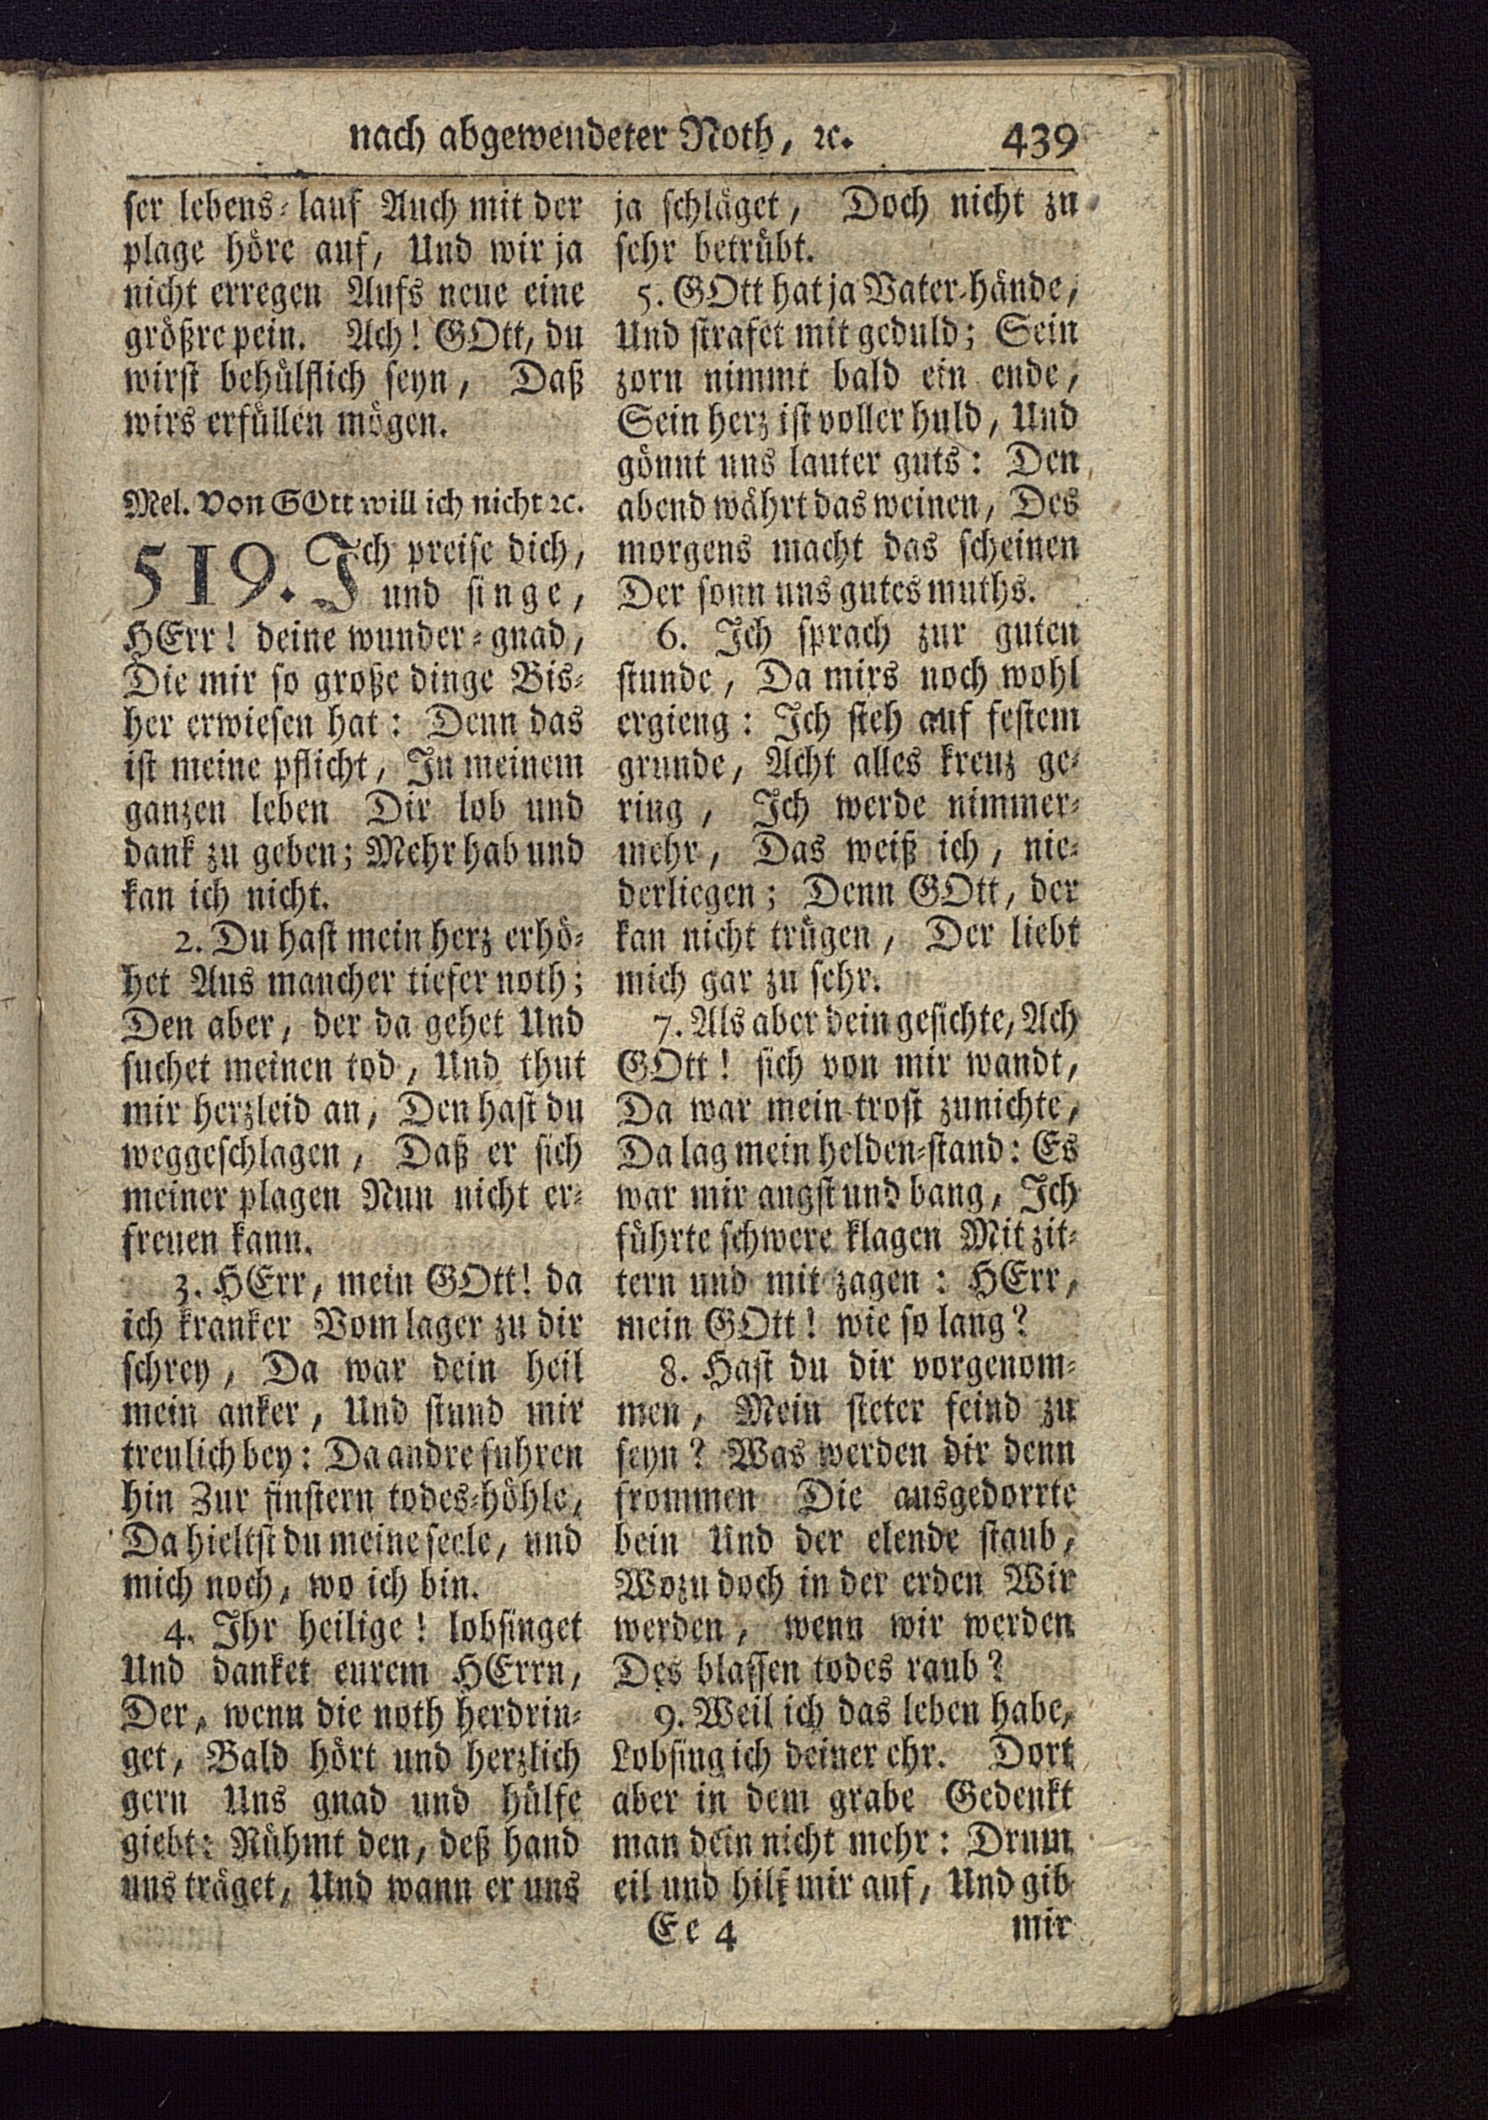 nach abgewendeter Noth, ꝛc. 439
ser lebens-lauf Auch mit der
plage höre auf, Und wir ja
nicht erregen Aufs neue eine
größre pein. Ach! GOtt, du
wirst behülflich seyn, Daß
wirs erfüllen mögen.
Mel. Von GOtt will ich nicht ꝛc.
519. Ich preise dich,
und singe,
HErr! deine wunder-gnad,
Die mir so große dinge Bis-
her erwiesen hat: Denn das
ist meine pflicht, In meinem
ganzen leben Dir lob und
dank zu geben; Mehr hab und
kan ich nicht.
2. Du hast mein herz erhö-
het Aus mancher tiefer noth;
Den aber, der da gehet Und
suchet meinen tod, Und thut
mir herzleid an, Den hast du
weggeschlagen, Daß er sich
meiner plagen Nun nicht er-
freuen kann.
3. HErr, mein GOtt! da
ich kranker Vom lager zu dir
schrey, Da war dein heil
mein anker, Und stund mir
treulich bey: Da andre fuhren
hin Zur finstern todes-höhle,
Da hieltst du meine seele, und
mich noch, wo ich bin.
4. Ihr heilige! lobsinget
Und danket eurem HErrn,
Der, wenn die noth herdrin-
get, Bald hört und herzlich
gern Uns gnad und hülfe
giebt: Rühmt den, deß hand
uns träget, Und wann er uns
ja schläget, Doch nicht zu
sehr betrübt.
5. GOtt hat ja Vater-hände,
Und strafet mit geduld; Sein
zorn nimmt bald ein ende,
Sein herz ist voller huld, Und
gönnt uns lauter guts: Den
abend währt das weinen, Des
morgens macht das scheinen
Der sonn uns gutes muths.
6. Ich sprach zur guten
stunde, Da mirs noch wohl
ergieng: Ich steh auf festem
grunde, Acht alles kreuz ge-
ring, Ich werde nimmer-
mehr, Das weiß ich, nie-
derliegen; Denn GOtt, der
kan nicht trügen, Der liebt
mich gar zu sehr.
7. Als aber dein gesichte, Ach
GOtt! sich von mir wandt,
Da war mein trost zunichte,
Da lag mein helden-stand: Es
war mir angst und bang, Ich
führte schwere klagen Mit zit-
tern und mit zagen: HErr,
mein GOtt! wie so lang?
8. Hast du dir vorgenom-
men, Mein steter feind zu
seyn? Was werden dir denn
frommen Die ausgedorrte
bein Und der elende staub,
Wozu doch in der erden Wir
werden, wenn wir werden
Des blassen todes raub?
9. Weil ich das leben habe,
Lobsing ich deiner ehr. Dort
aber in dem grabe Gedenkt
man dein nicht mehr: Drum
eil und hilf mir auf, Und gib
Ee 4 mir